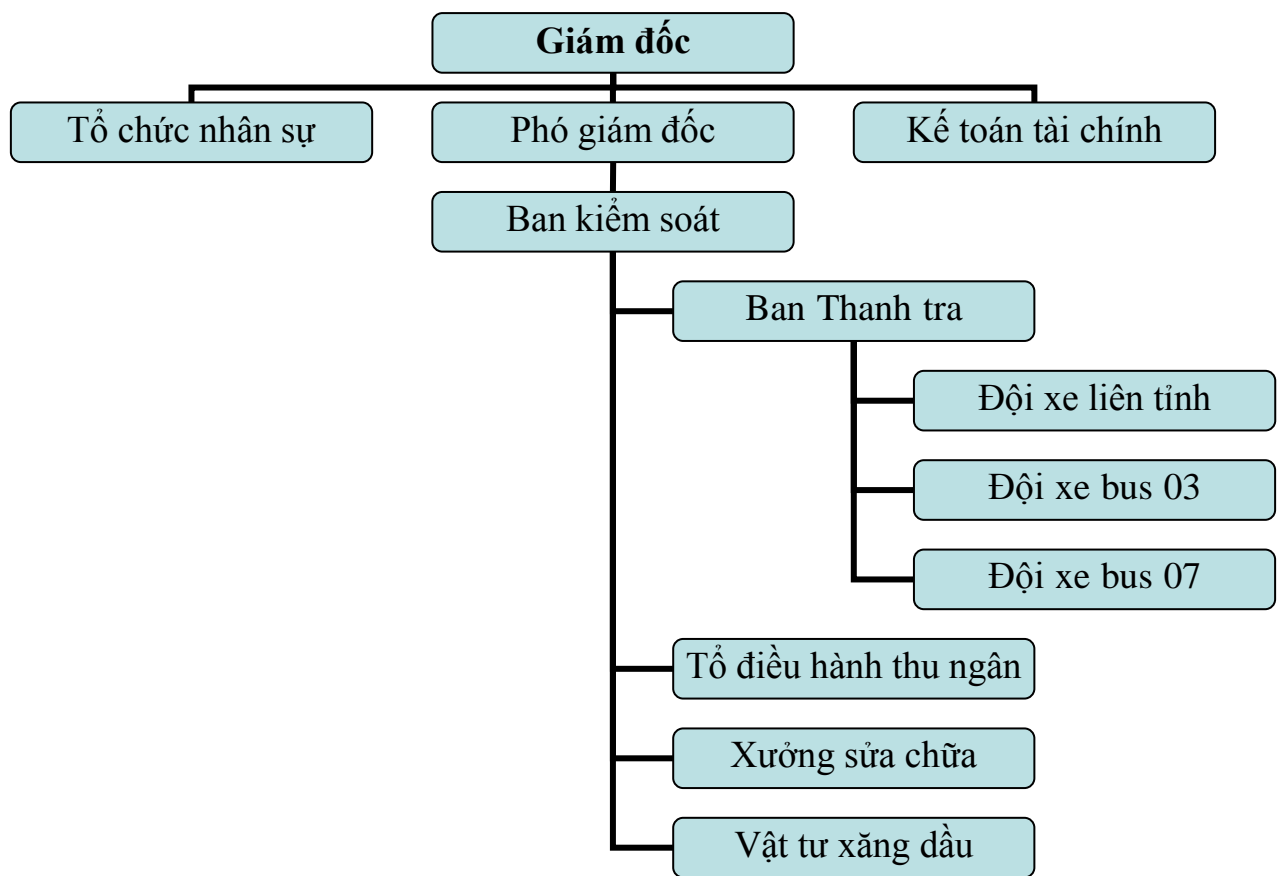 Giám đốc
Tổ chức nhân sự
Phó giám đốc
Kế toán tài chính
Ban kiểm soát
Ban Thanh tra
Đội xe liên tỉnh
Đội xe bus 03
Đội xe bus 07
Tổ điều hành thu ngân
Xưởng sửa chữa
Vật tư xăng dầu